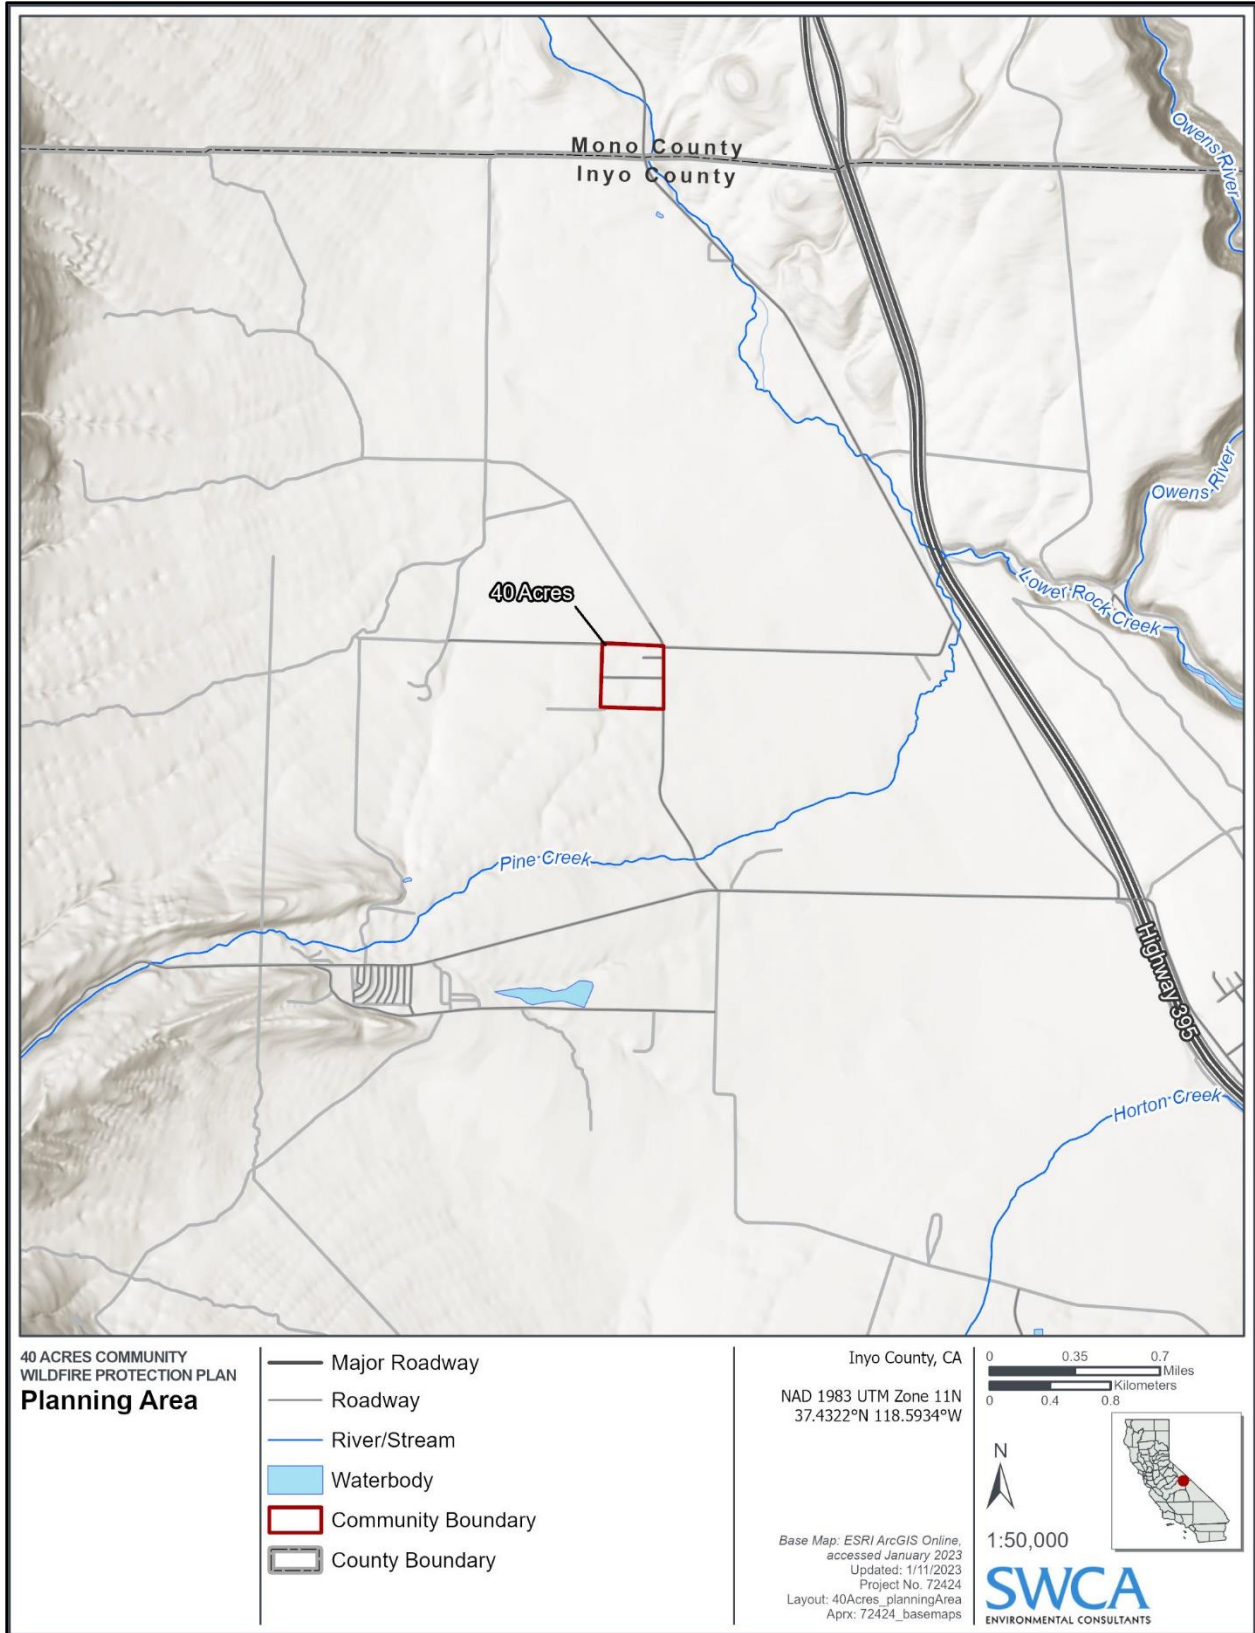 Mono County
Inyo County
Owens River
Owens River
Lower Rock Creek
40 Acres
Pine Creek
Highway 395
Horton Creek
40 ACRES COMMUNITY
WILDFIRE PROTECTION PLAN
Planning Area
Major Roadway
Roadway
River/Stream
Waterbody
Community Boundary
County Boundary
Inyo County, CA
NAD 1983 UTM Zone 11N
37.4322°N 118.5934°W
Base Map: ESRI ArcGIS Online,
accessed January 2023
Updated: 1/11/2023
Project No. 72424
Layout: 40Acres_planningArea
Aprx: 72424_basemaps
0 0.35 0.7
Miles
Kilometers
0 0.4 0.8
N
1:50,000
SWCA
ENVIRONMENTAL CONSULTANTS